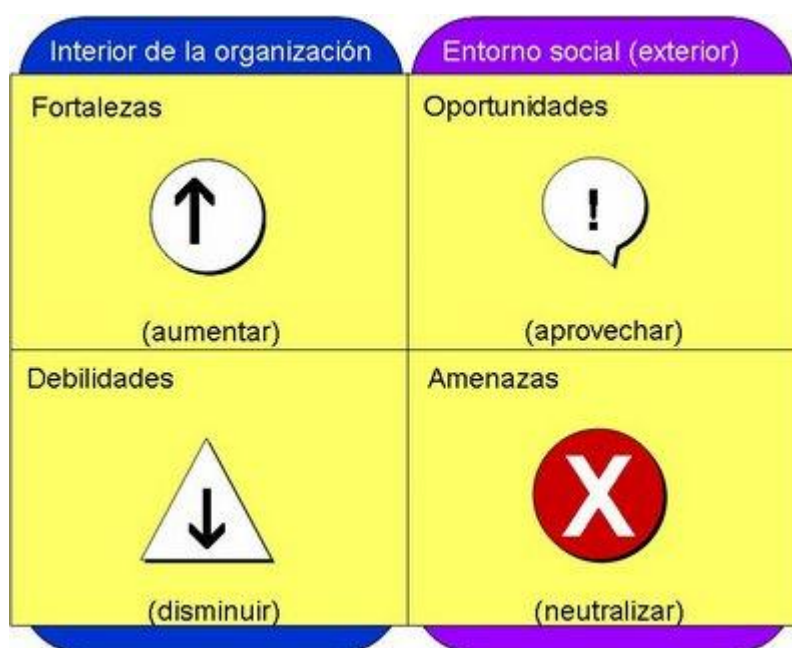 Interior de la organización
Entorno social (exterior)
Fortalezas
Oportunidades
!
(aumentar)
(aprovechar)
Debilidades
Amenazas
X
(disminuir)
(neutralizar)